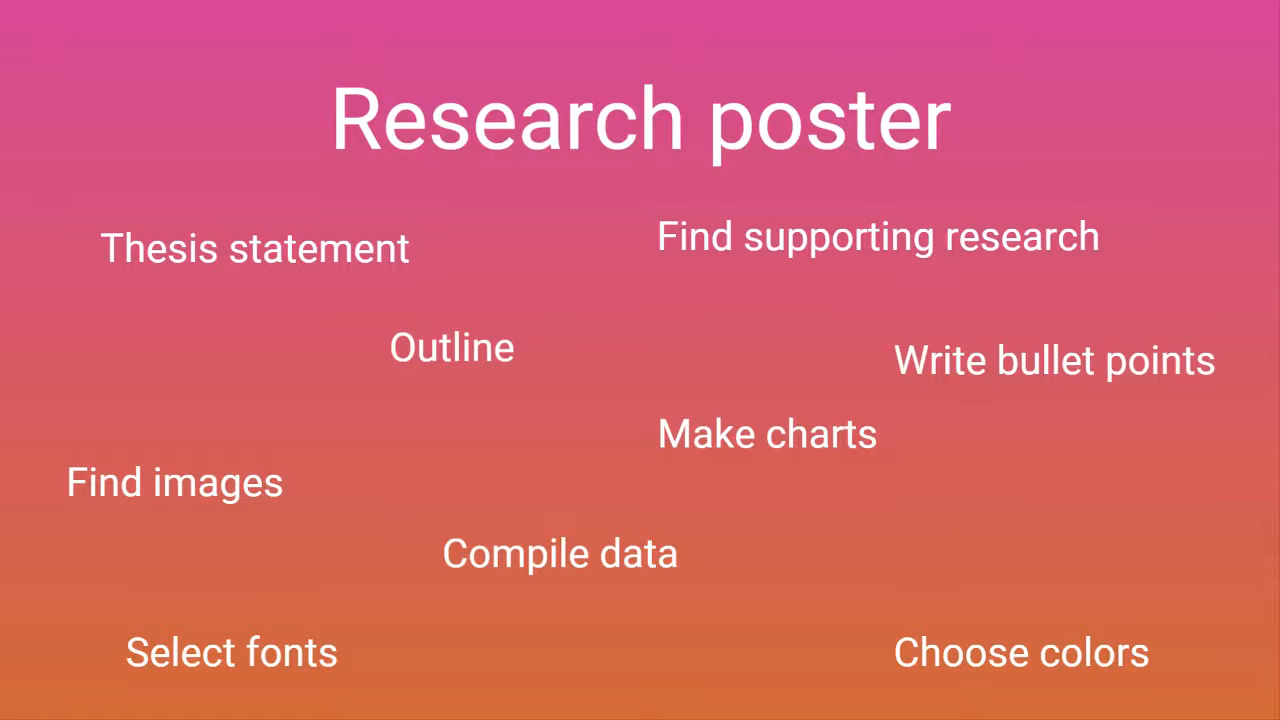 Research poster
Thesis statement
Find supporting research
Outline
Write bullet points
Make charts
Find images
Compile data
Select fonts
Choose colors